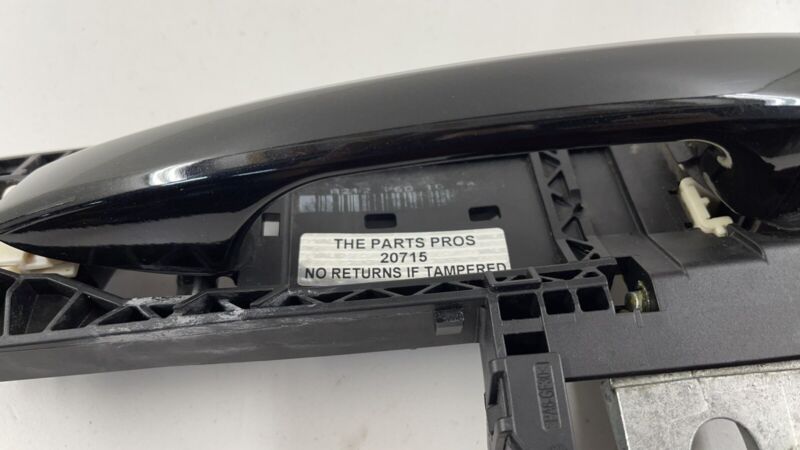 THE PARTS PROS
20715
NO RETURNS IF TAMPERED